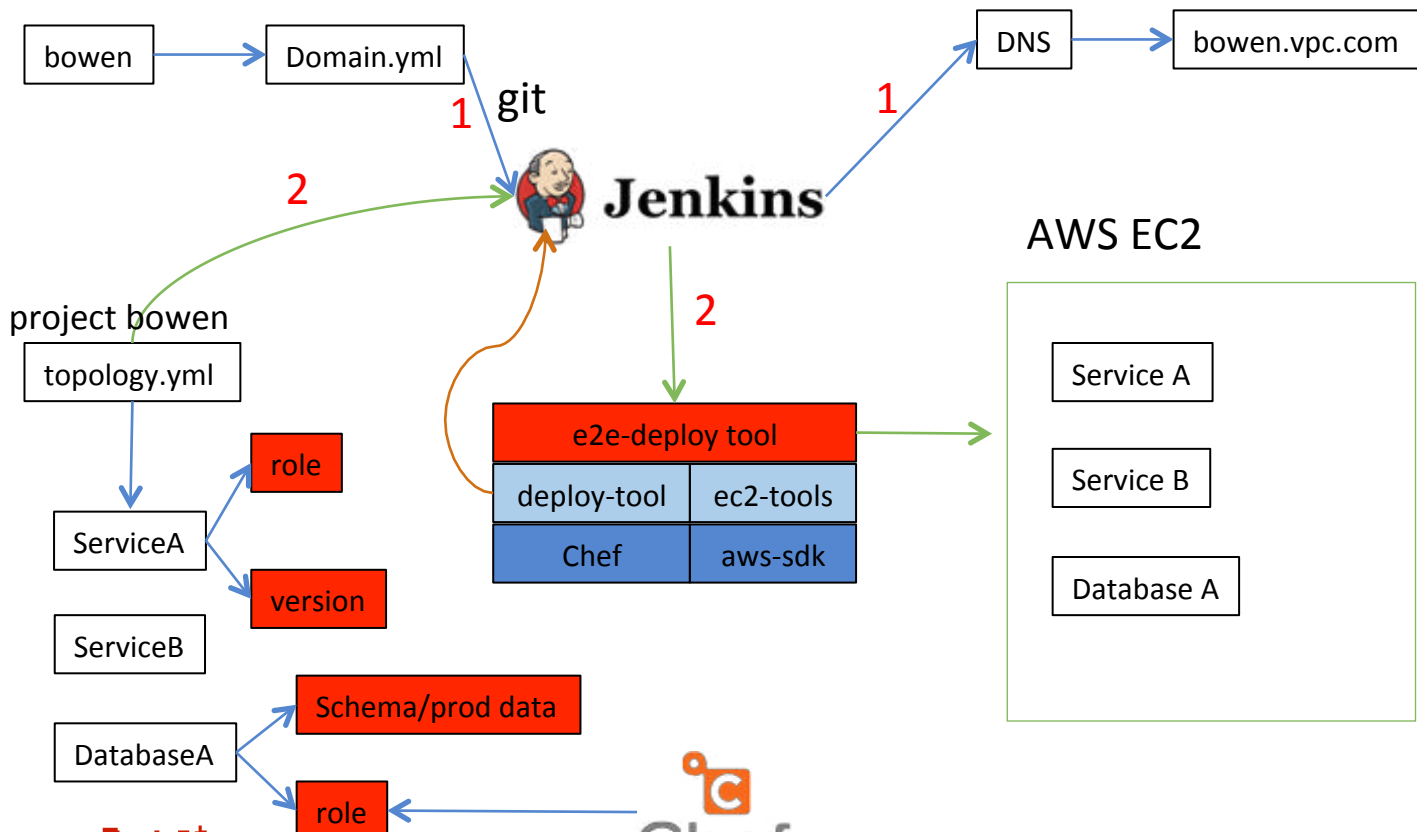 bowen
Domain.yml
DNS
bowen.vpc.com
1
git
1
2
Jenkins
AWS EC2
project bowen
2
topology.yml
Service A
e2e-deploy tool
role
deploy-tool
ec2-tools
Service B
ServiceA
Chef
aws-sdk
version
Database A
ServiceB
Schema/prod data
DatabaseA
C
role